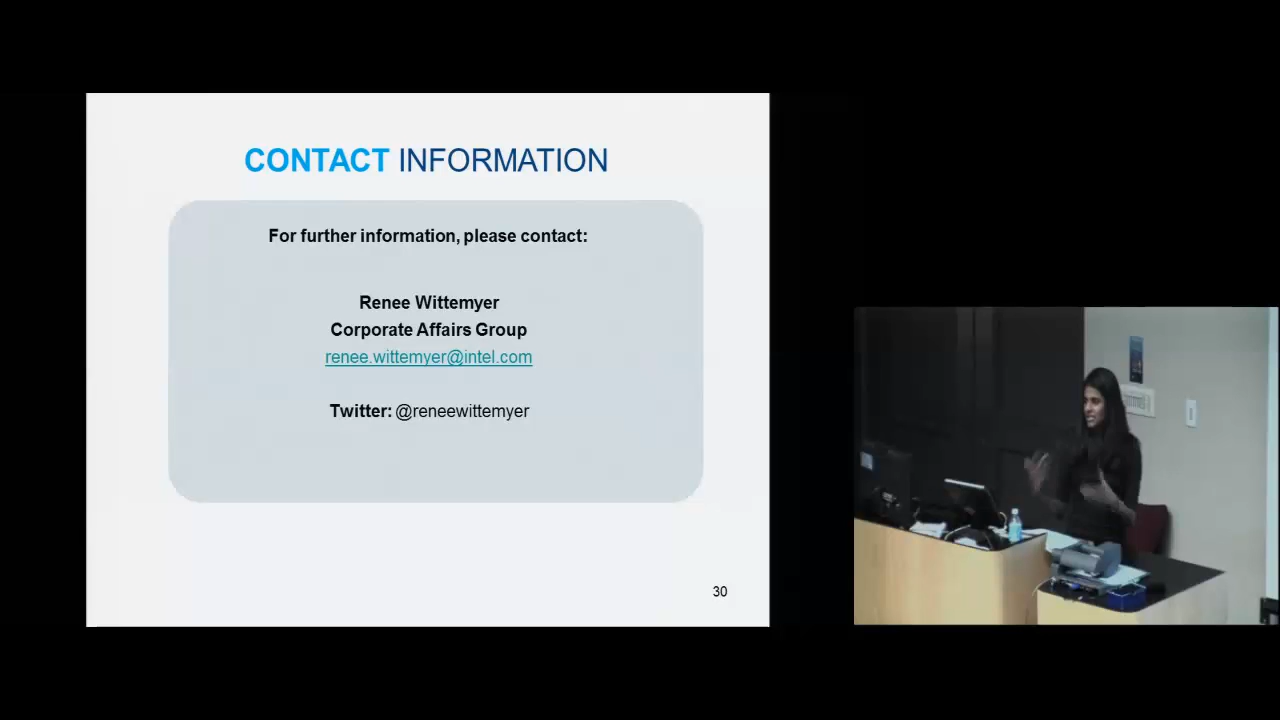 CONTACT INFORMATION
For further information, please contact:
Renee Wittemyer
Corporate Affairs Group
renee.wittemyer@intel.com
Twitter: @reneewittemyer
30